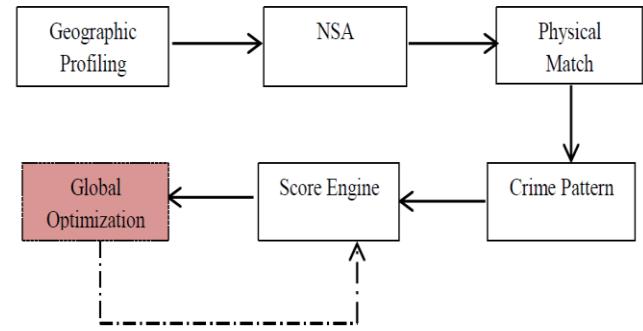 Geographic
Profiling
NSA
Physical
Match
Global
Optimization
Score Engine
Crime Pattern